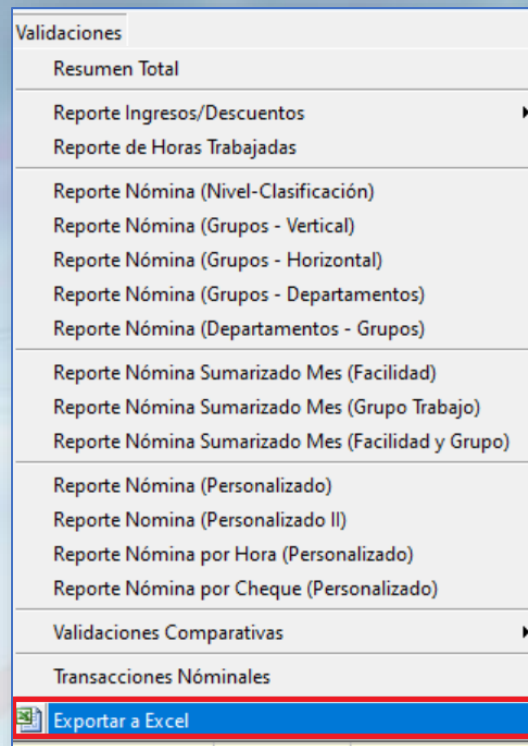 Validaciones
Resumen Total
Reporte Ingresos/Descuentos
Reporte de Horas Trabajadas
Reporte Nómina (Nivel-Clasificación)
Reporte Nómina (Grupos - Vertical)
Reporte Nómina (Grupos - Horizontal)
Reporte Nómina (Grupos - Departamentos)
Reporte Nómina (Departamentos - Grupos)
Reporte Nómina Sumarizado Mes (Facilidad)
Reporte Nómina Sumarizado Mes (Grupo Trabajo)
Reporte Nómina Sumarizado Mes (Facilidad y Grupo)
Reporte Nómina (Personalizado)
Reporte Nomina (Personalizado II)
Reporte Nómina por Hora (Personalizado)
Reporte Nómina por Cheque (Personalizado)
Validaciones Comparativas
Transacciones Nóminales
Exportar a Excel